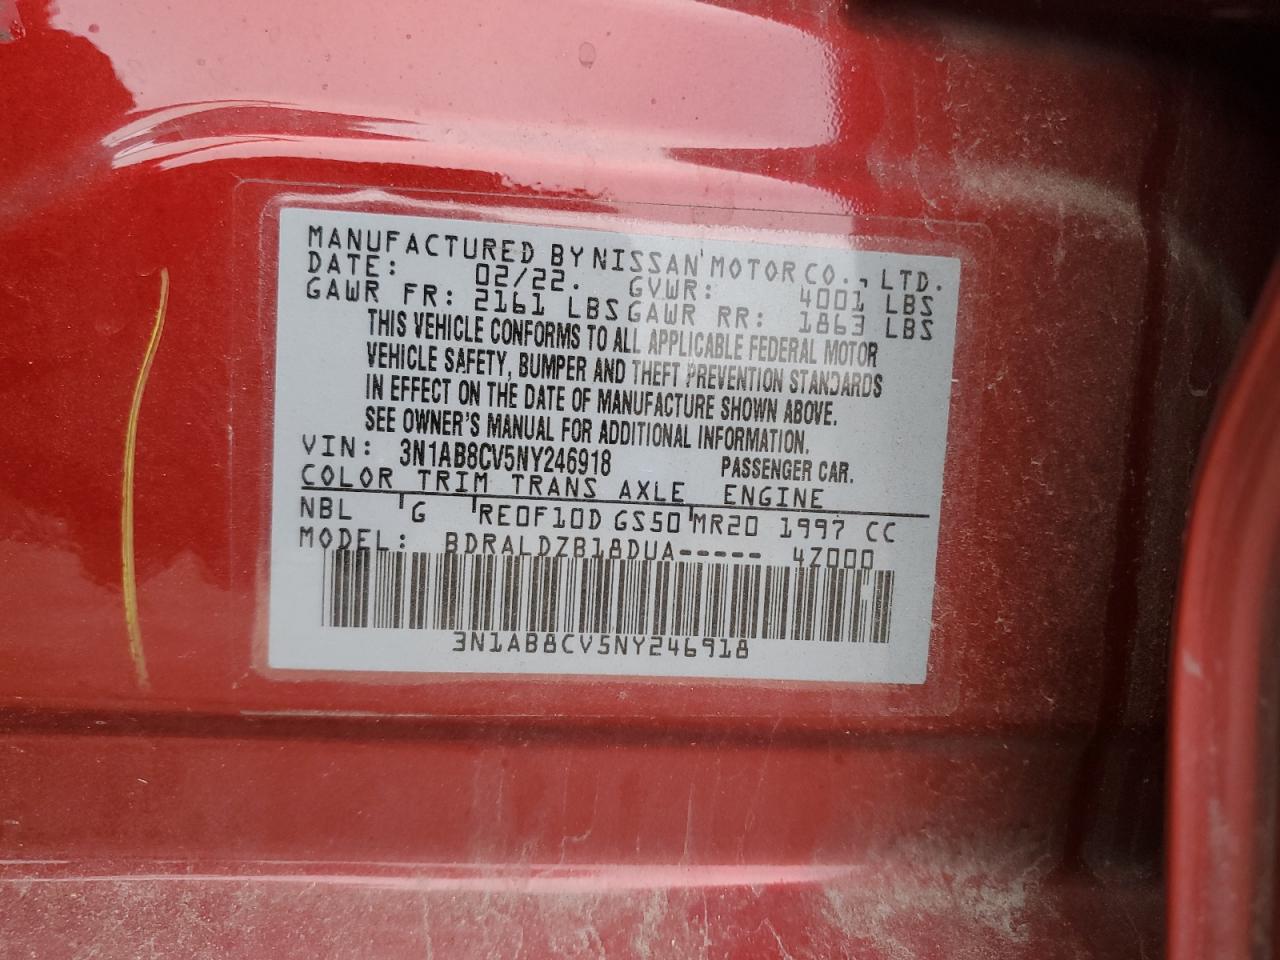 MANUFACTURED BY NISSAN MOTOR CO., LTD.
DATE: 02/22. GVWR: 4001 LBS
GAWR FR: 2161 LBS GAWR RR: 1863 LBS
THIS VEHICLE CONFORMS TO ALL APPLICABLE FEDERAL MOTOR
VEHICLE SAFETY, BUMPER AND THEFT PREVENTION STANDARDS
IN EFFECT ON THE DATE OF MANUFACTURE SHOWN ABOVE.
SEE OWNER'S MANUAL FOR ADDITIONAL INFORMATION.
VIN: 3N1AB8CV5NY246918 PASSENGER CAR.
COLOR TRIM TRANS AXLE ENGINE
NBL G RE0F10D GS50 MR20 1997 CC
MODEL: BDRALDZB18DUA----- 4Z000
3N1AB8CV5NY246918